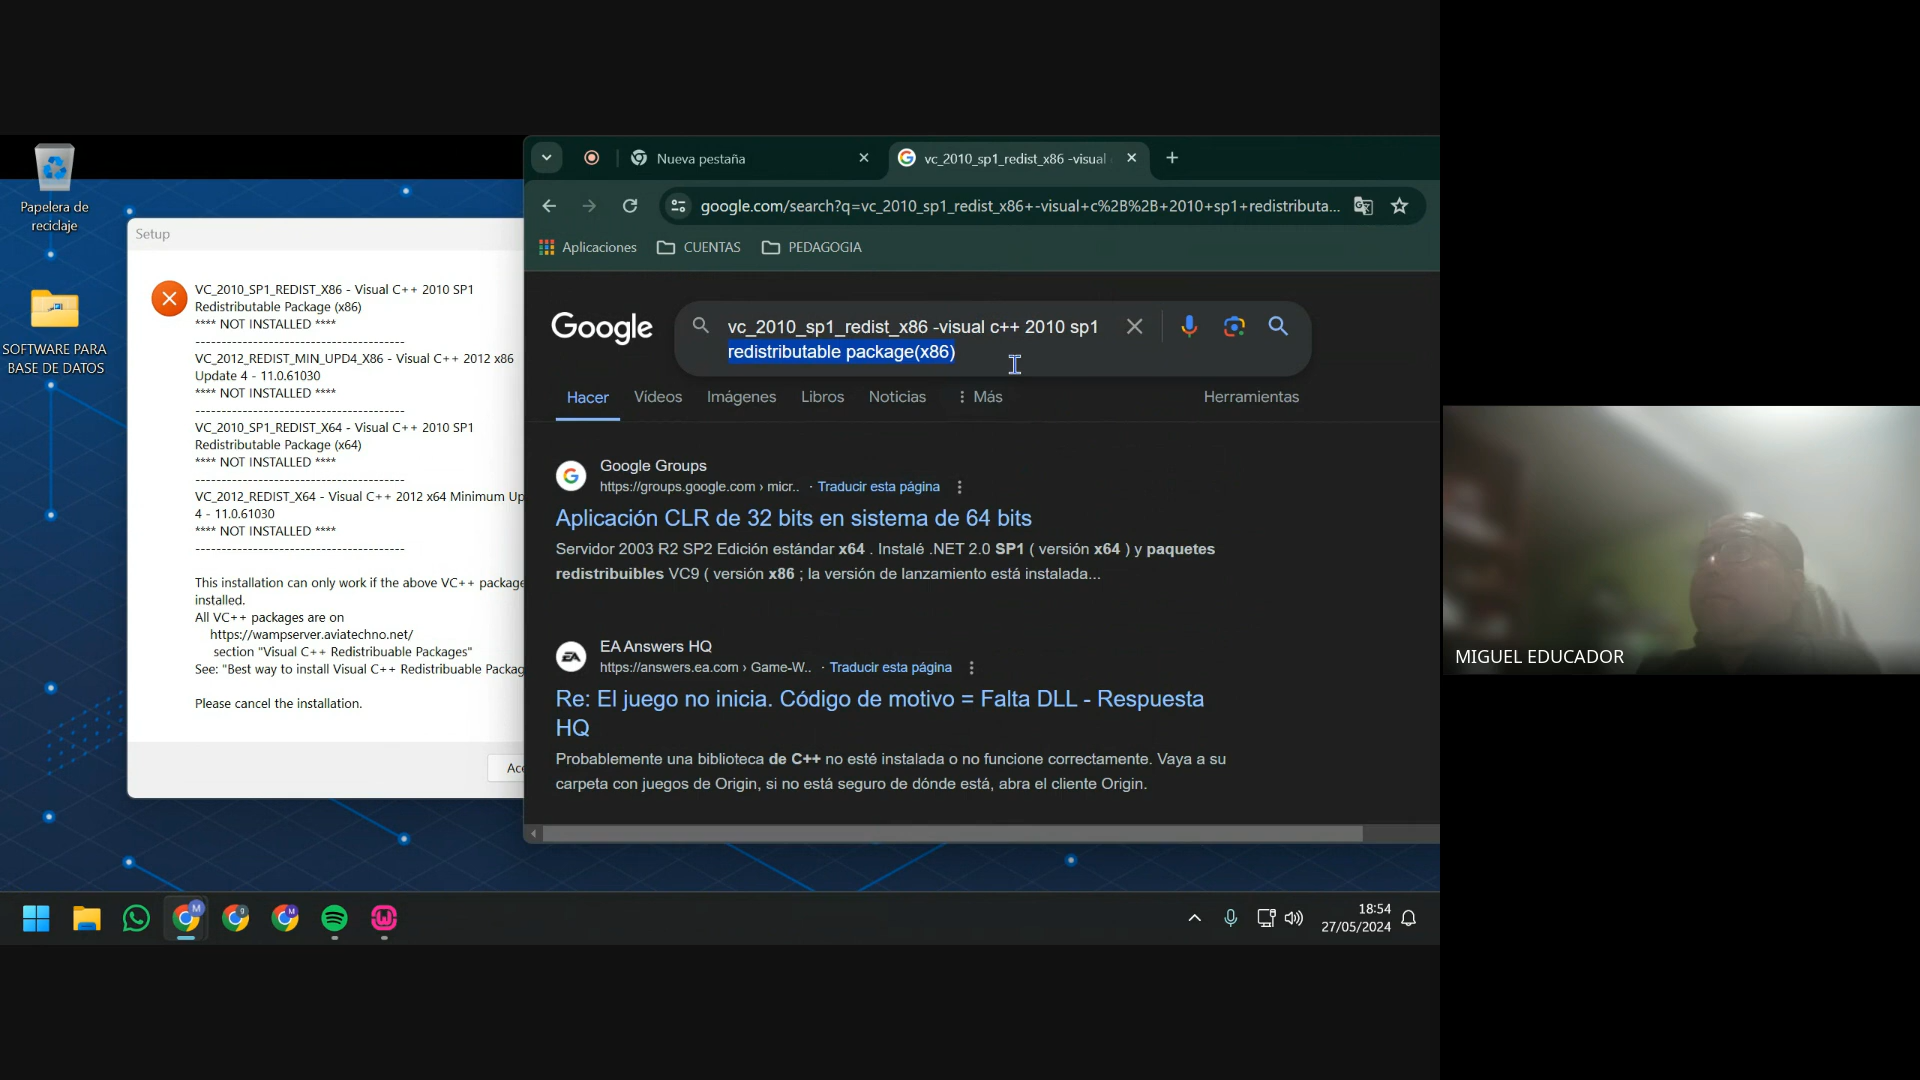 Papelera de
reciclaje
SOFTWARE PARA
BASE DE DATOS
Setup
VC_2010_SP1_REDIST_X86 - Visual C++ 2010 SP1
Redistributable Package (x86)
**** NOT INSTALLED ****
----------------------------------------
VC_2012_REDIST_MIN_UPD4_X86 - Visual C++ 2012 x86
Update 4 - 11.0.61030
**** NOT INSTALLED ****
----------------------------------------
VC_2010_SP1_REDIST_X64 - Visual C++ 2010 SP1
Redistributable Package (x64)
**** NOT INSTALLED ****
----------------------------------------
VC_2012_REDIST_X64 - Visual C++ 2012 x64 Minimum Up
4 - 11.0.61030
**** NOT INSTALLED ****
----------------------------------------
This installation can only work if the above VC++ package
installed.
All VC++ packages are on
https://wampserver.aviatechno.net/
section "Visual C++ Redistribuable Packages"
See: "Best way to install Visual C++ Redistribuable Packag
Please cancel the installation.
Ace
Nueva pestaña
vc_2010_sp1_redist_x86 -visual
google.com/search?q=vc_2010_sp1_redist_x86+-visual+c%2B%2B+2010+sp1+redistributa...
Aplicaciones
CUENTAS
PEDAGOGIA
Google
vc_2010_sp1_redist_x86 -visual c++ 2010 sp1
redistributable package(x86)
Hacer
Videos
Imágenes
Libros
Noticias
Más
Herramientas
Google Groups
https://groups.google.com › micr.. · Traducir esta página
Aplicación CLR de 32 bits en sistema de 64 bits
Servidor 2003 R2 SP2 Edición estándar x64 . Instalé .NET 2.0 SP1 ( versión x64 ) y paquetes
redistribuibles VC9 ( versión x86 ; la versión de lanzamiento está instalada...
EA Answers HQ
https://answers.ea.com › Game-W.. · Traducir esta página
Re: El juego no inicia. Código de motivo = Falta DLL - Respuesta
HQ
Probablemente una biblioteca de C++ no esté instalada o no funcione correctamente. Vaya a su
carpeta con juegos de Origin, si no está seguro de dónde está, abra el cliente Origin.
18:54
27/05/2024
MIGUEL EDUCADOR